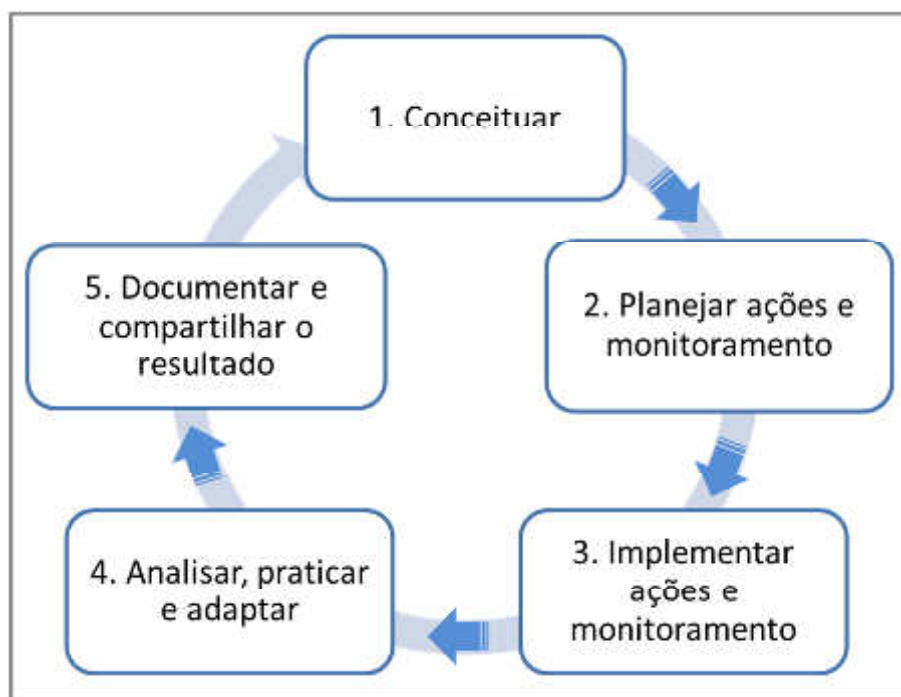 1. Conceituar
2. Planejar ações e
monitoramento
3. Implementar
ações e
monitoramento
4. Analisar, praticar
e adaptar
5. Documentar e
compartilhar o
resultado